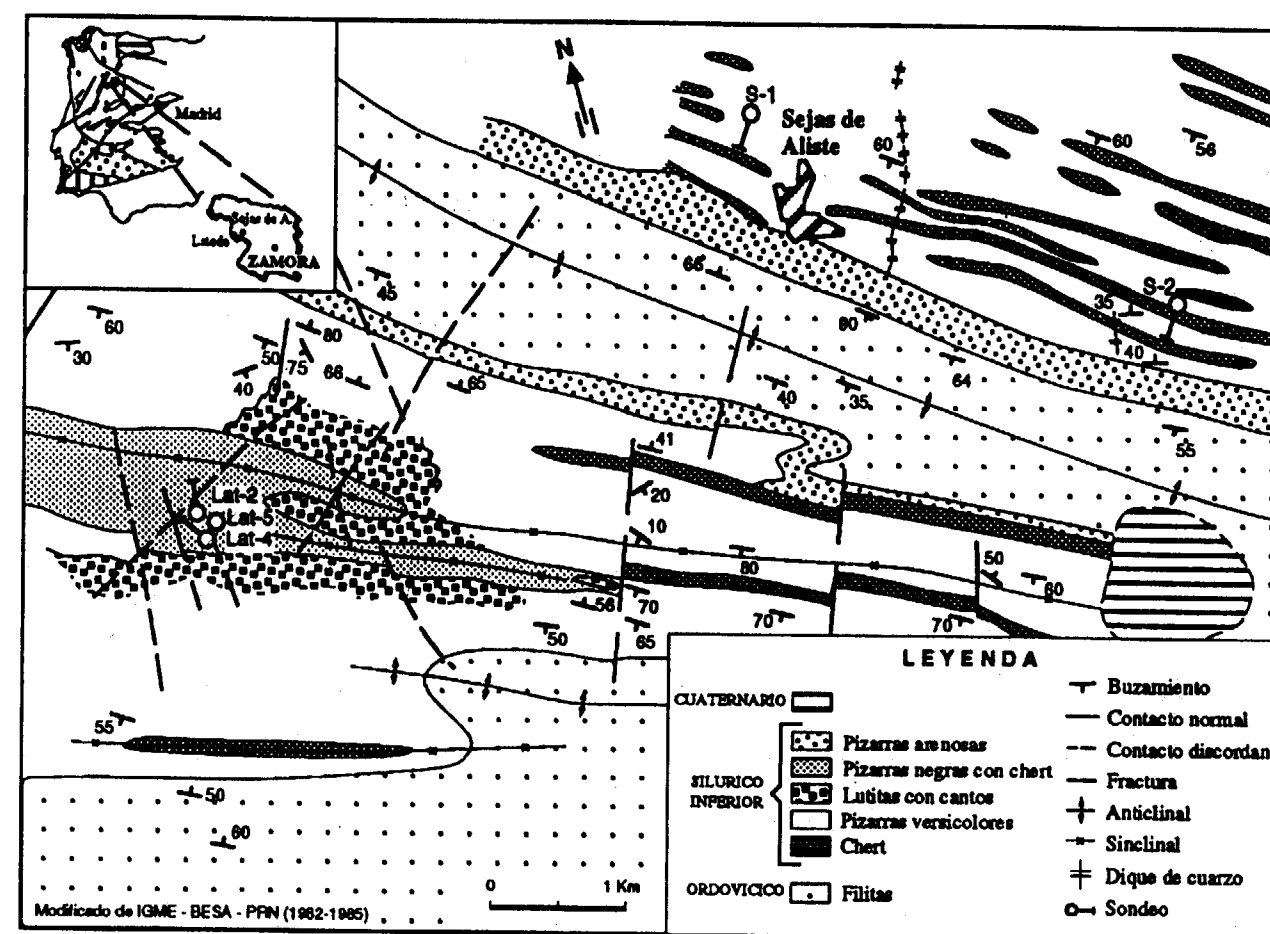 Madrid
Sejas de A.
Latedo
ZAMORA
N
S-1
Sejas de
Aliste
60
60
56
65
45
60
30
50
80
75
40
66
65
80
35
S-2
40
64
40
35
55
41
20
10
Lat-2
Lat-5
Lat-4
80
50
60
56
70
50
65
70
70
55
50
60
0 1 Km
Modificado de IGME - BESA - PRN (1982-1985)
LEYENDA
CUATERNARIO
SILURICO
INFERIOR
Pizarras arenosas
Pizarras negras con chert
Lutitas con cantos
Pizarras versicolores
Chert
ORDOVICICO
Filitas
Buzamiento
Contacto normal
Contacto discordan
Fractura
Anticlinal
Sinclinal
Dique de cuarzo
Sondeo